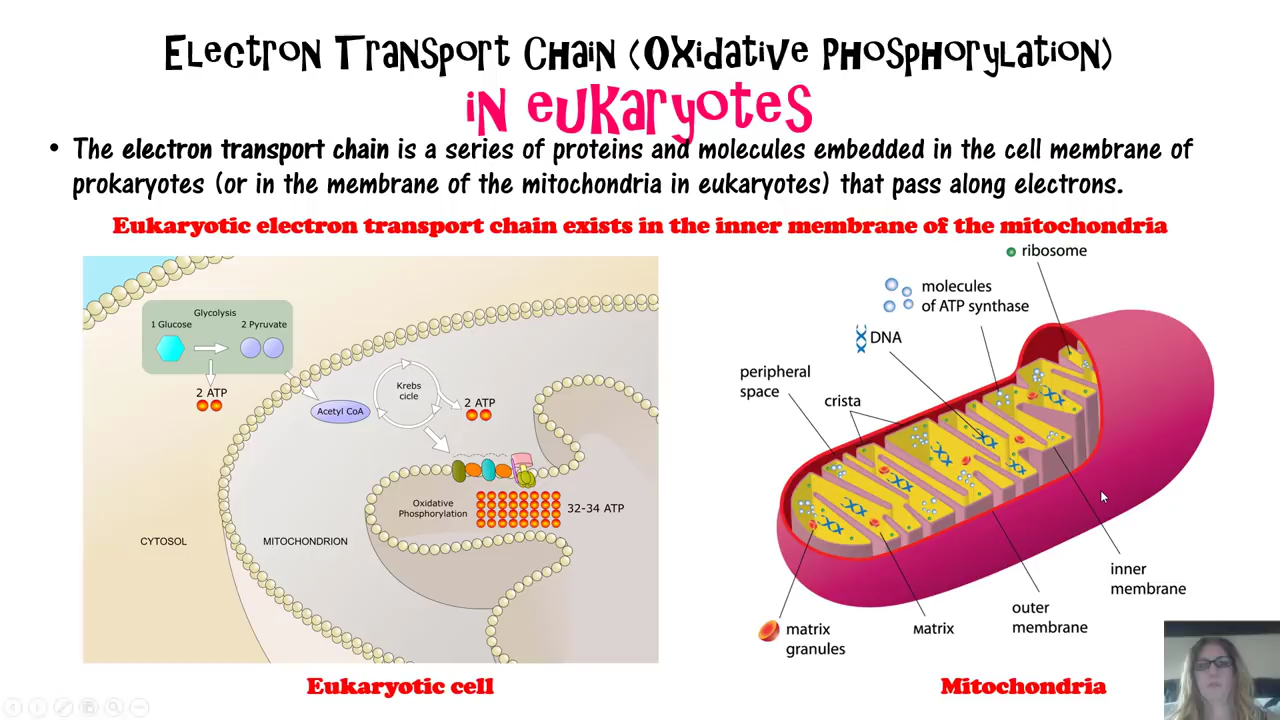 Electron Transport Chain (Oxidative Phosphorylation)
in eukaryotes
• The electron transport chain is a series of proteins and molecules embedded in the cell membrane of
prokaryotes (or in the membrane of the mitochondria in eukaryotes) that pass along electrons.
Eukaryotic electron transport chain exists in the inner membrane of the mitochondria
Glycolysis
1 Glucose
2 Pyruvate
2 ATP
Acetyl CoA
Krebs
cicle
2 ATP
Oxidative
Phosphorylation
32-34 ATP
CYTOSOL
MITOCHONDRION
Eukaryotic cell
ribosome
molecules
of ATP synthase
DNA
peripheral
space
crista
inner
membrane
outer
membrane
matrix
matrix
granules
Mitochondria